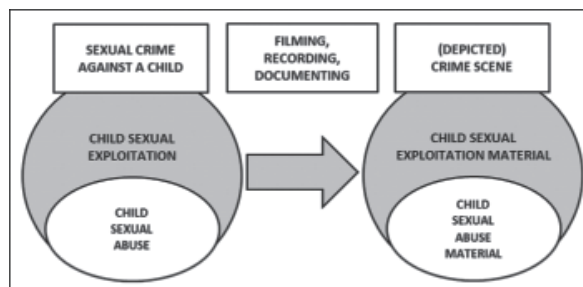 SEXUAL CRIME
AGAINST A CHILD
FILMING,
RECORDING,
DOCUMENTING
(DEPICTED)
CRIME SCENE
CHILD SEXUAL
EXPLOITATION
CHILD SEXUAL
EXPLOITATION MATERIAL
CHILD
SEXUAL
ABUSE
CHILD
SEXUAL
ABUSE
MATERIAL